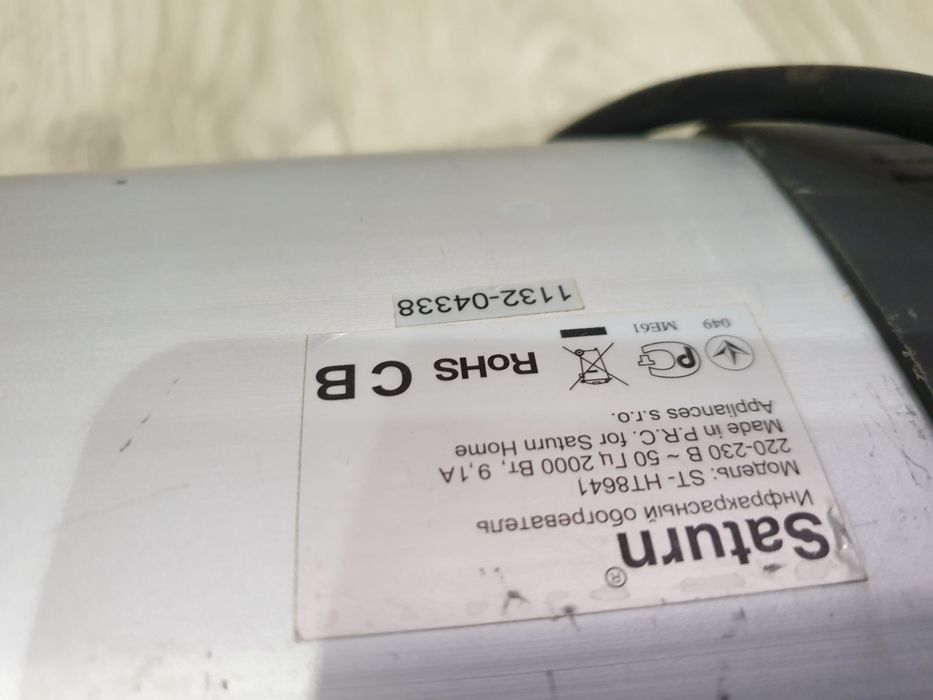 Saturn®
Инфракрасный обогреватель
Модель: ST- HT8641
220-230 В ~ 50 Гц 2000 Вт, 9,1А
Made in P.R.C. for Saturn Home
Appliances s.r.o.
РС RoHS C B
049 ME61
1132-04338